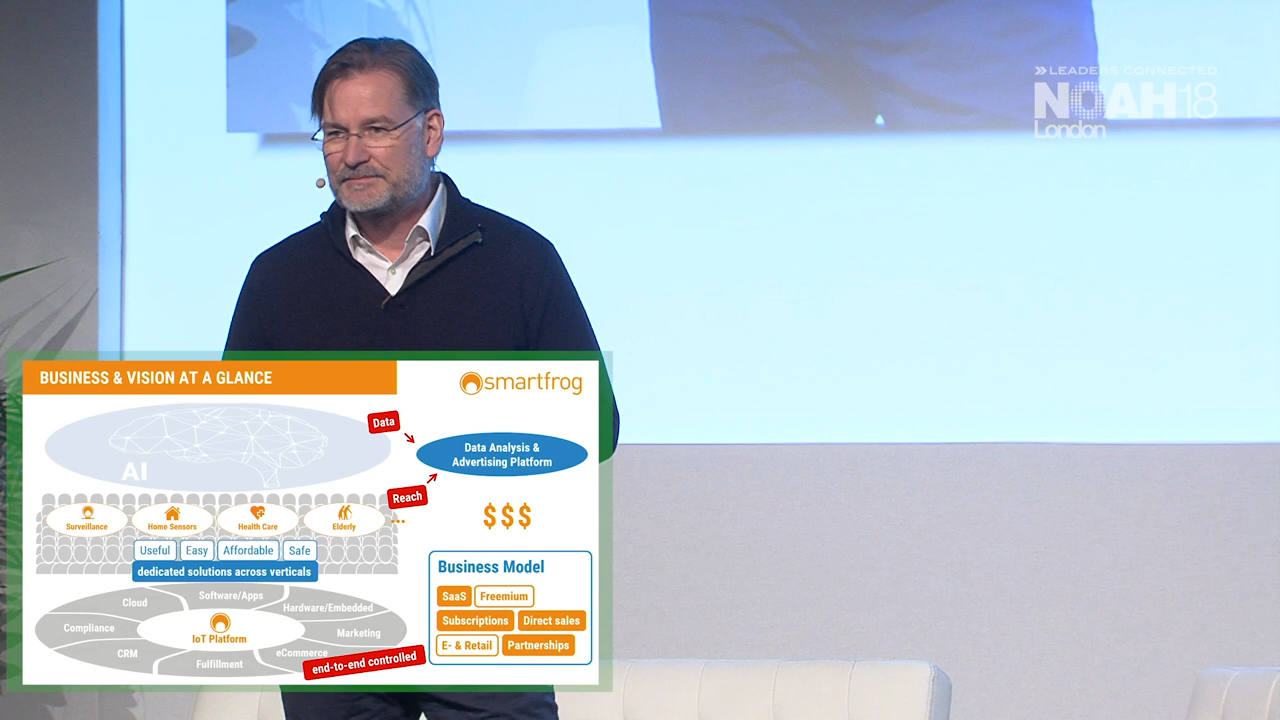 LEADERS CONNECTED
NOAH18
London
BUSINESS & VISION AT A GLANCE
smartfrog
AI
Data
Data Analysis &
Advertising Platform
Reach
Surveillance
Home Sensors
Health Care
Elderly
...
$$$
Useful
Easy
Affordable
Safe
dedicated solutions across verticals
Business Model
SaaS
Freemium
Subscriptions
Direct sales
E- & Retail
Partnerships
Cloud
Software/Apps
Hardware/Embedded
Compliance
IoT Platform
Marketing
CRM
Fulfillment
eCommerce
end-to-end controlled